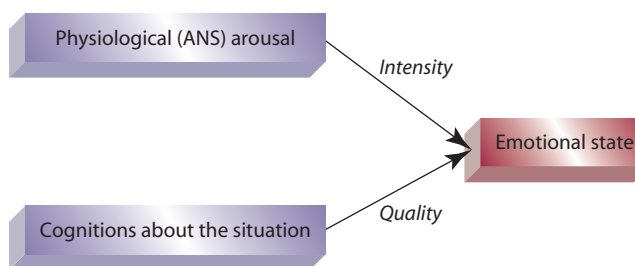 Physiological (ANS) arousal
Intensity
Emotional state
Quality
Cognitions about the situation